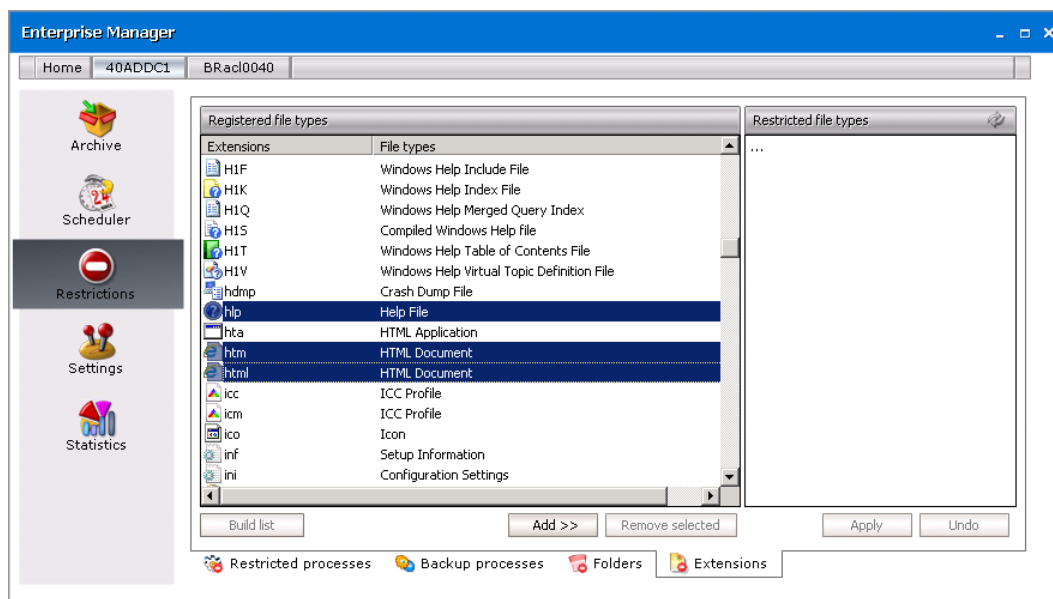 Enterprise Manager
Home 40ADDC1 BRacl0040
Archive
24
Scheduler
Restrictions
Settings
Statistics
Registered file types
Extensions File types
H1F Windows Help Include File
H1K Windows Help Index File
H1Q Windows Help Merged Query Index
H1S Compiled Windows Help file
H1T Windows Help Table of Contents File
H1V Windows Help Virtual Topic Definition File
hdmp Crash Dump File
hlp Help File
hta HTML Application
htm HTML Document
html HTML Document
icc ICC Profile
icm ICC Profile
ico Icon
inf Setup Information
ini Configuration Settings
Build list Add >> Remove selected
Restricted file types
...
Apply Undo
Restricted processes Backup processes Folders Extensions